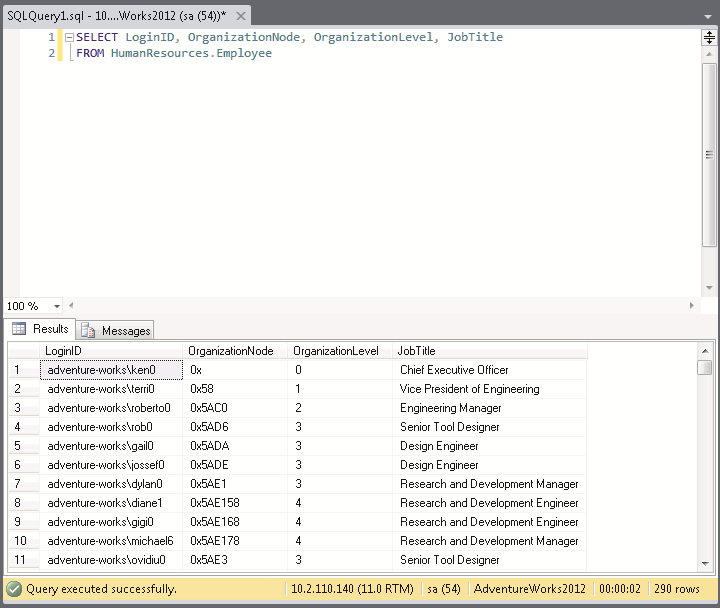 SQLQuery1.sql - 10....Works2012 (sa (54))*
1 SELECT LoginID, OrganizationNode, OrganizationLevel, JobTitle
2 FROM HumanResources.Employee
100 %
Results Messages
LoginID OrganizationNode OrganizationLevel JobTitle
1 adventure-works\ken0 0x 0 Chief Executive Officer
2 adventure-works\terri0 0x58 1 Vice President of Engineering
3 adventure-works\roberto0 0x5AC0 2 Engineering Manager
4 adventure-works\rob0 0x5AD6 3 Senior Tool Designer
5 adventure-works\gail0 0x5ADA 3 Design Engineer
6 adventure-works\jossef0 0x5ADE 3 Design Engineer
7 adventure-works\dylan0 0x5AE1 3 Research and Development Manager
8 adventure-works\diane1 0x5AE158 4 Research and Development Engineer
9 adventure-works\gigi0 0x5AE168 4 Research and Development Engineer
10 adventure-works\michael6 0x5AE178 4 Research and Development Manager
11 adventure-works\ovidiu0 0x5AE3 3 Senior Tool Designer
Query executed successfully. 10.2.110.140 (11.0 RTM) sa (54) AdventureWorks2012 00:00:02 290 rows